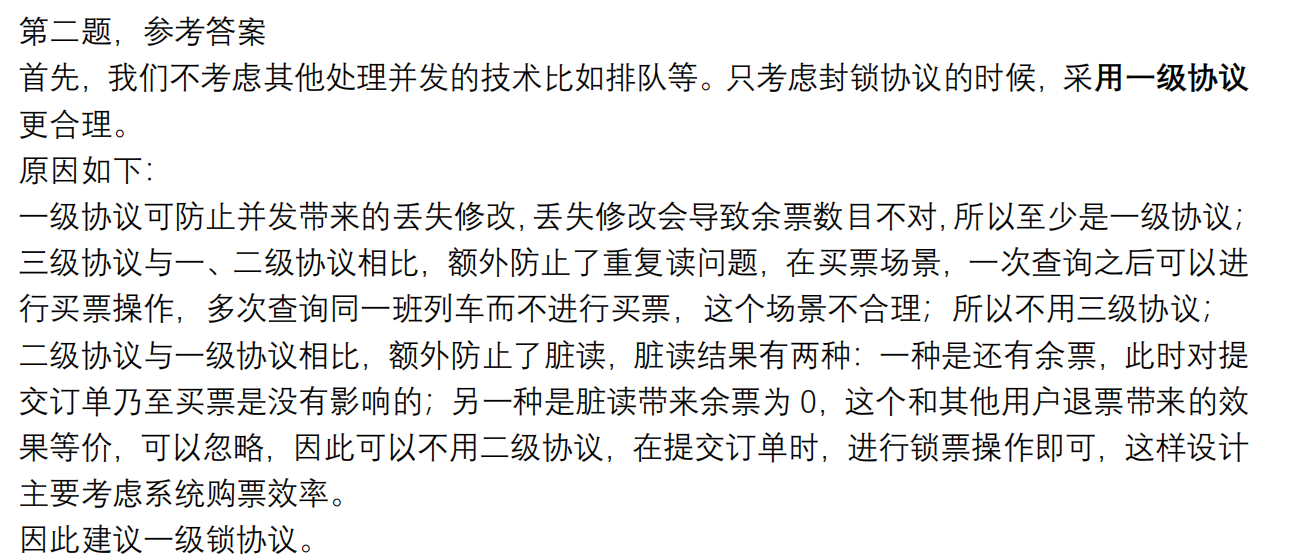 第二题，参考答案
首先，我们不考虑其他处理并发的技术比如排队等。只考虑封锁协议的时候，采用一级协议
更合理。
原因如下：
一级协议可防止并发带来的丢失修改，丢失修改会导致余票数目不对，所以至少是一级协议；
三级协议与一、二级协议相比，额外防止了重复读问题，在买票场景，一次查询之后可以进
行买票操作，多次查询同一班列车而不进行买票，这个场景不合理；所以不用三级协议；
二级协议与一级协议相比，额外防止了脏读，脏读结果有两种：一种是还有余票，此时对提
交订单乃至买票是没有影响的；另一种是脏读带来余票为 0，这个和其他用户退票带来的效
果等价，可以忽略，因此可以不用二级协议，在提交订单时，进行锁票操作即可，这样设计
主要考虑系统购票效率。
因此建议一级锁协议。